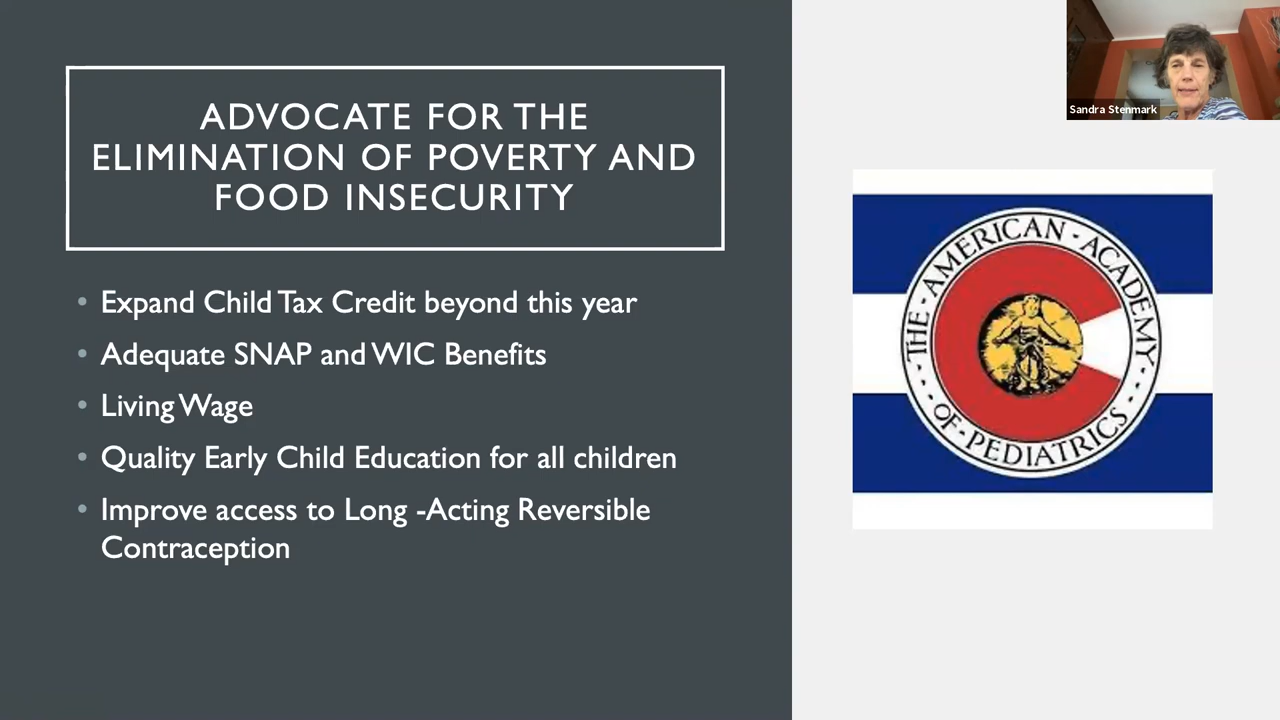 ADVOCATE FOR THE
ELIMINATION OF POVERTY AND
FOOD INSECURITY
• Expand Child Tax Credit beyond this year
• Adequate SNAP and WIC Benefits
• Living Wage
• Quality Early Child Education for all children
• Improve access to Long -Acting Reversible
Contraception
Sandra Stenmark
THE · AMERICAN · ACADEMY
· OF · PEDIATRICS